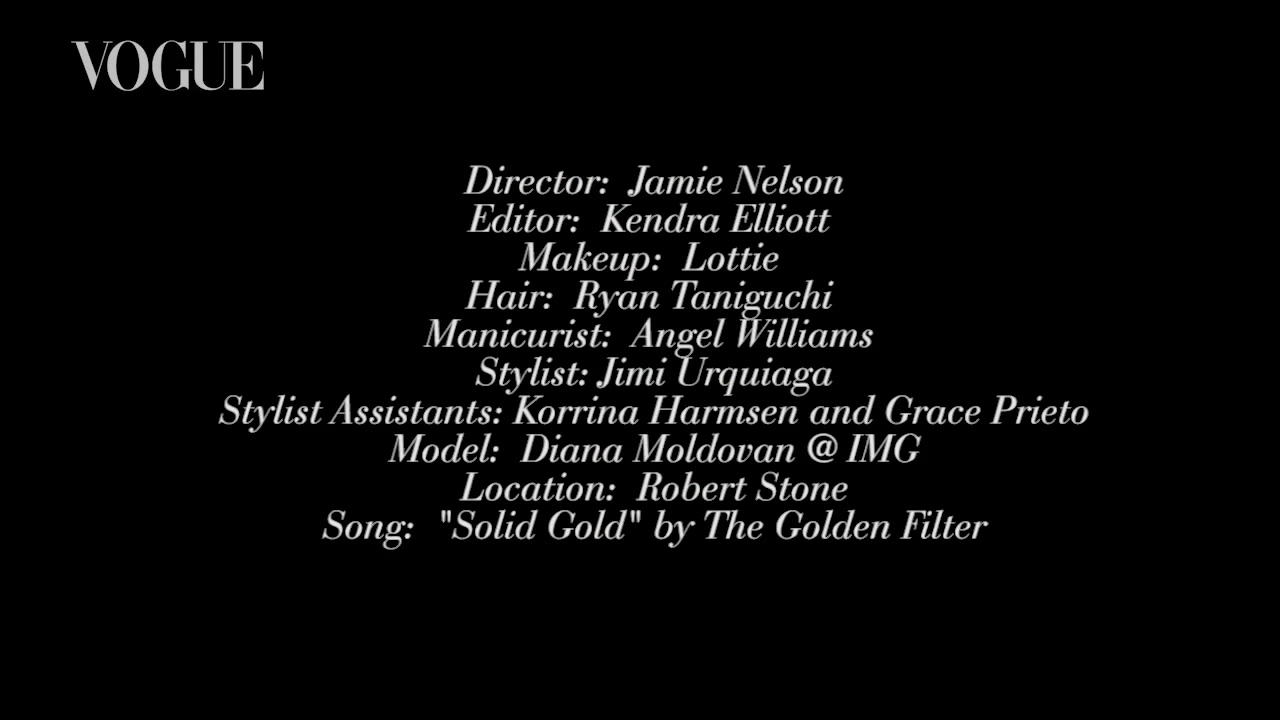 VOGUE
Director: Jamie Nelson
Editor: Kendra Elliott
Makeup: Lottie
Hair: Ryan Taniguchi
Manicurist: Angel Williams
Stylist: Jimi Urquiaga
Stylist Assistants: Korrina Harmsen and Grace Prieto
Model: Diana Moldovan @ IMG
Location: Robert Stone
Song: "Solid Gold" by The Golden Filter